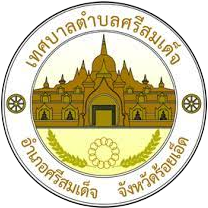 เทศบาลตำบลศรีสมเด็จ
อำเภอศรีสมเด็จ จังหวัดร้อยเอ็ด